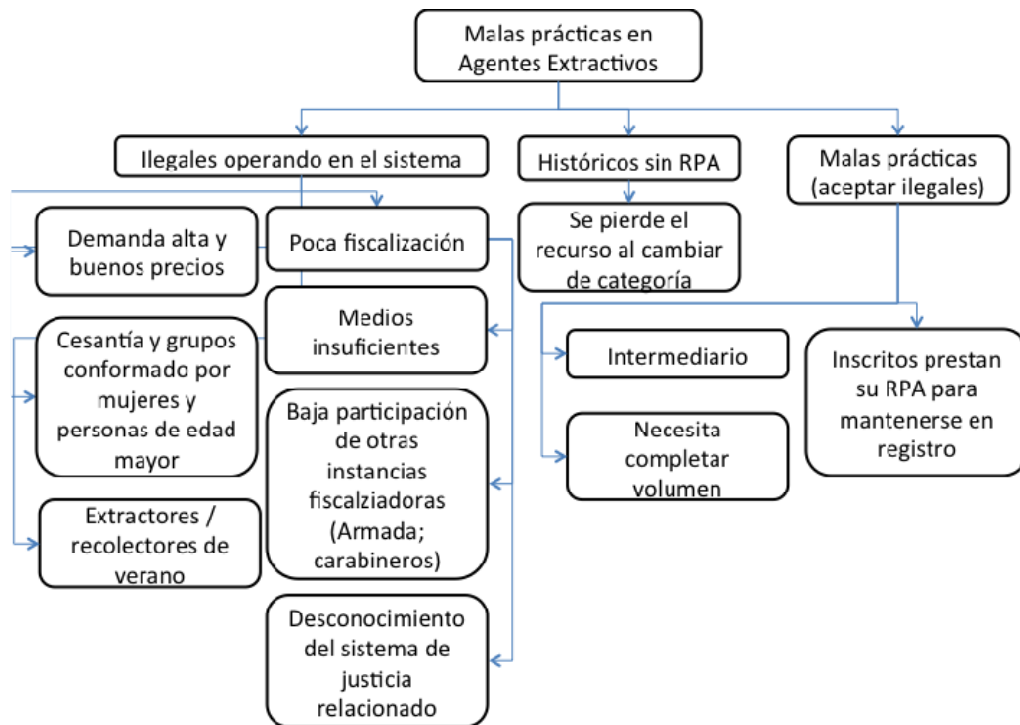 Malas prácticas en
Agentes Extractivos
Ilegales operando en el sistema
Históricos sin RPA
Malas prácticas
(aceptar ilegales)
Demanda alta y
buenos precios
Poca fiscalización
Se pierde el
recurso al cambiar
de categoría
Medios
insuficientes
Cesantía y grupos
conformado por
mujeres y
personas de edad
mayor
Intermediario
Inscritos prestan
su RPA para
mantenerse en
registro
Baja participación
de otras
instancias
fiscalziadoras
(Armada;
carabineros)
Necesita
completar
volumen
Extractores /
recolectores de
verano
Desconocimiento
del sistema de
justicia
relacionado